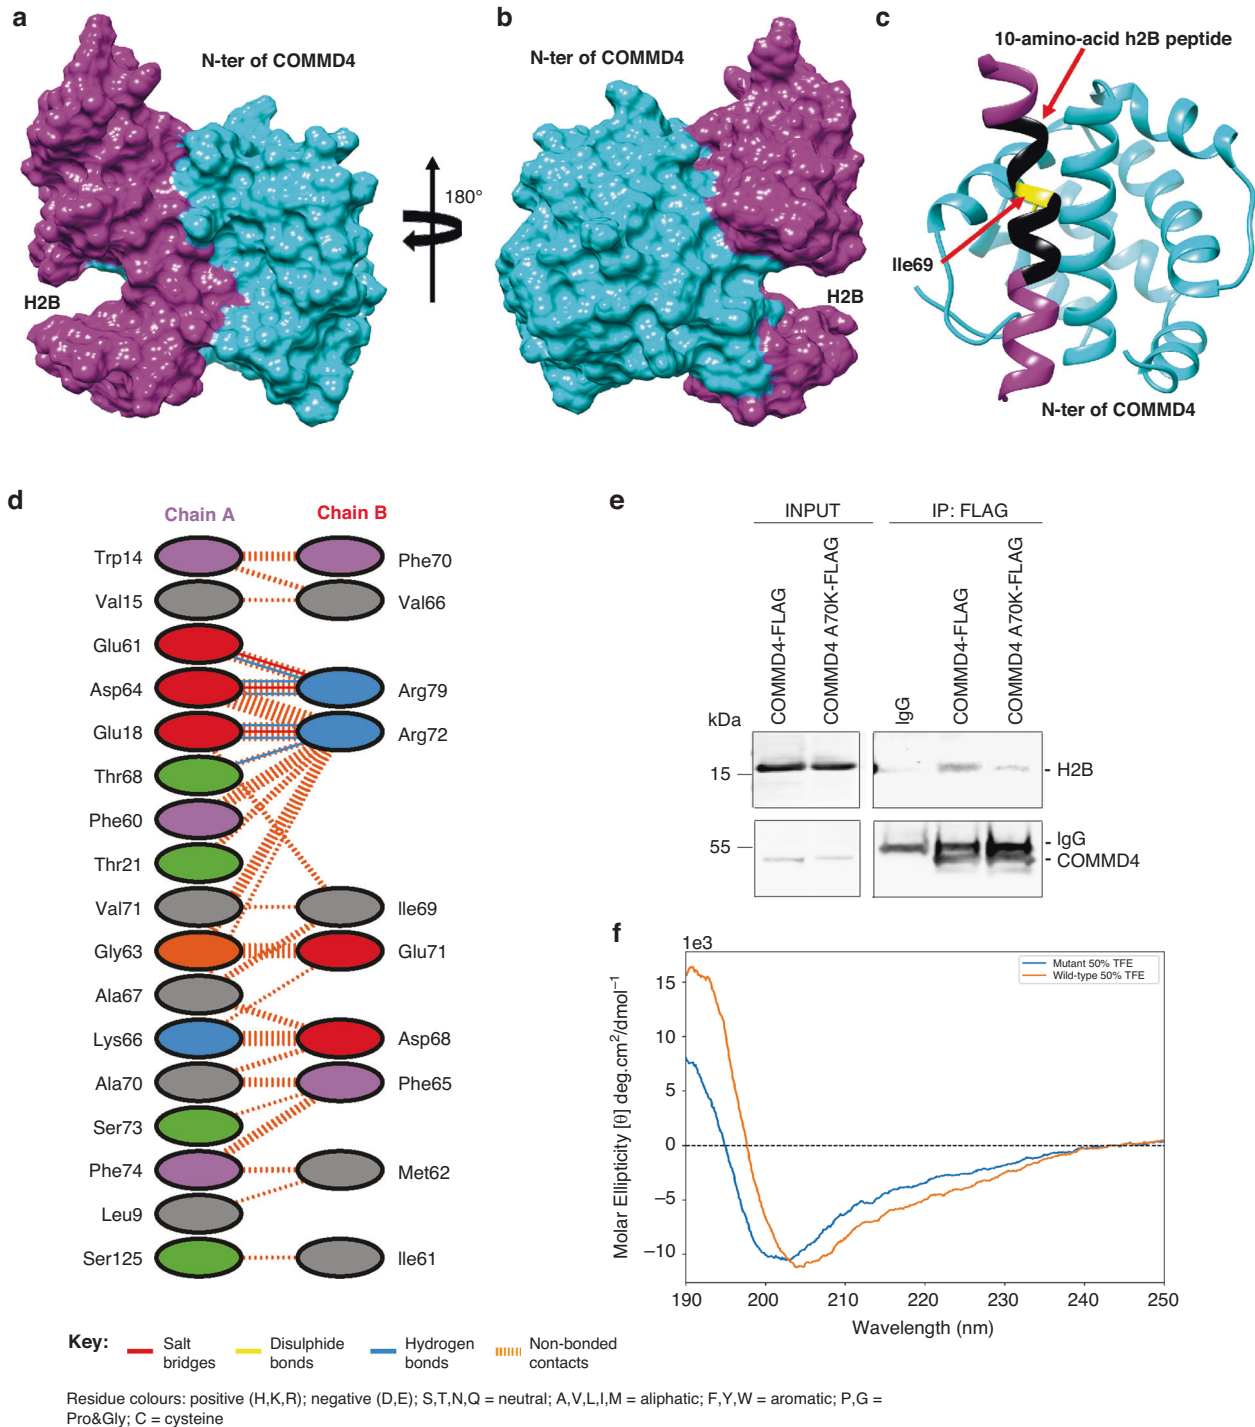 a
N-ter of COMMD4
H2B
180°
b
N-ter of COMMD4
H2B
c
10-amino-acid h2B peptide
Ile69
N-ter of COMMD4
d
Chain A Chain B
Trp14 Phe70
Val15 Val66
Glu61
Asp64 Arg79
Glu18 Arg72
Thr68
Phe60
Thr21
Val71 Ile69
Gly63 Glu71
Ala67
Lys66 Asp68
Ala70 Phe65
Ser73
Phe74 Met62
Leu9
Ser125 Ile61
Key:
Salt bridges
Disulphide bonds
Hydrogen bonds
Non-bonded contacts
Residue colours: positive (H,K,R); negative (D,E); S,T,N,Q = neutral; A,V,L,I,M = aliphatic; F,Y,W = aromatic; P,G =
Pro&Gly; C = cysteine
e
INPUT IP: FLAG
COMMD4-FLAG
COMMD4 A70K-FLAG
IgG
COMMD4-FLAG
COMMD4 A70K-FLAG
kDa
15
H2B
55
IgG
COMMD4
f
1e3
Mutant 50% TFE
Wild-type 50% TFE
15
10
5
0
−5
−10
Molar Ellipticity [θ] deg.cm²/dmol⁻¹
190 200 210 220 230 240 250
Wavelength (nm)